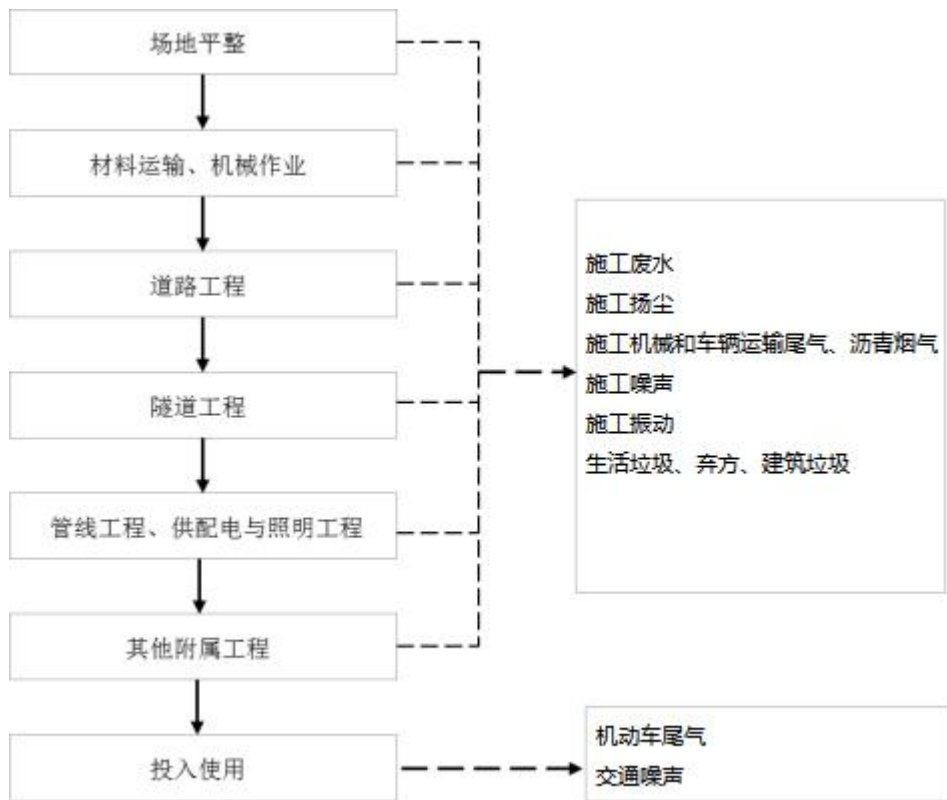 场地平整
材料运输、机械作业
道路工程
隧道工程
管线工程、供配电与照明工程
其他附属工程
投入使用
施工废水
施工扬尘
施工机械和车辆运输尾气、沥青烟气
施工噪声
施工振动
生活垃圾、弃方、建筑垃圾
机动车尾气
交通噪声